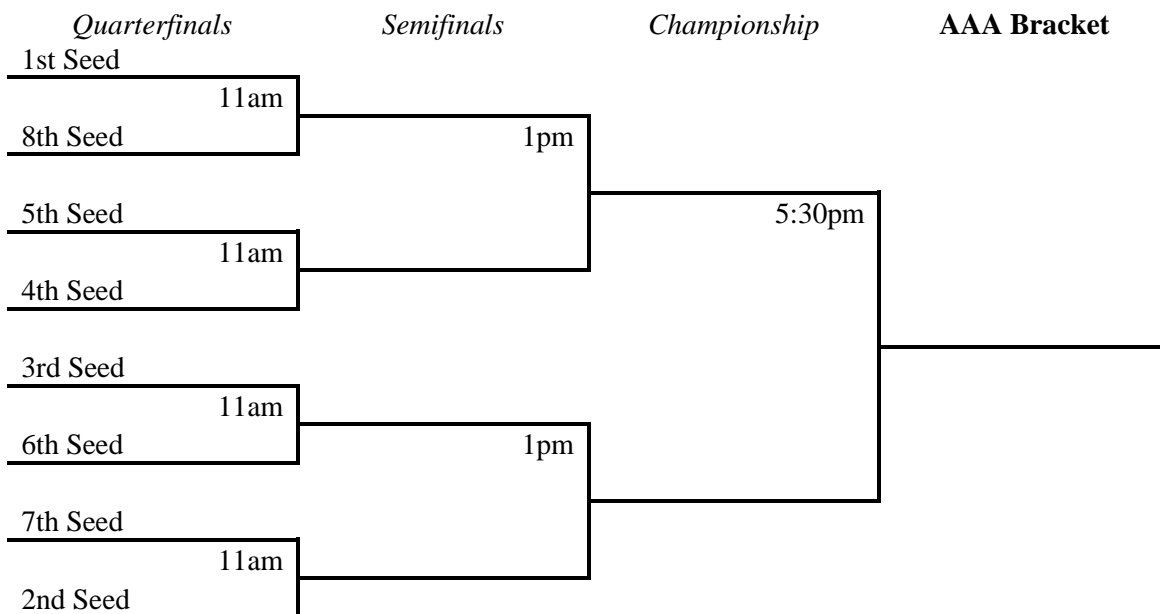 Quarterfinals Semifinals Championship AAA Bracket
1st Seed
11am
8th Seed
1pm
5th Seed
5:30pm
11am
4th Seed
3rd Seed
11am
6th Seed
1pm
7th Seed
11am
2nd Seed